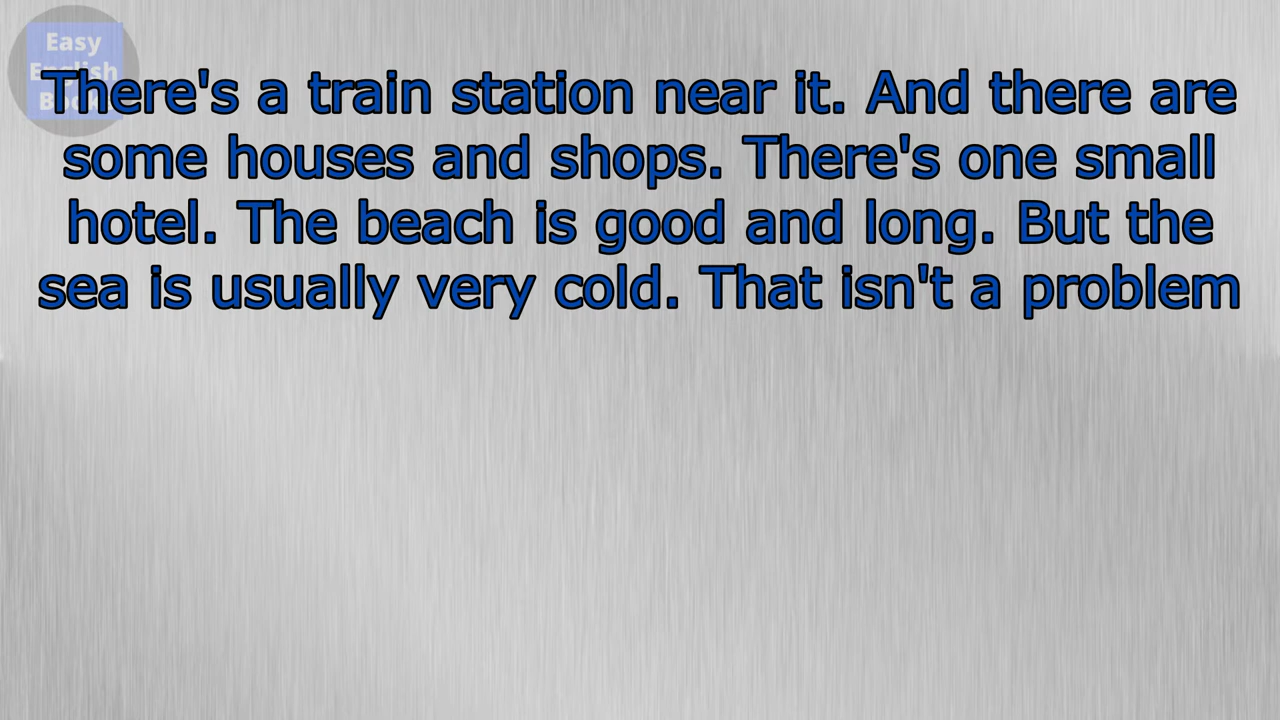 Easy
English
Book
There's a train station near it. And there are
some houses and shops. There's one small
hotel. The beach is good and long. But the
sea is usually very cold. That isn't a problem